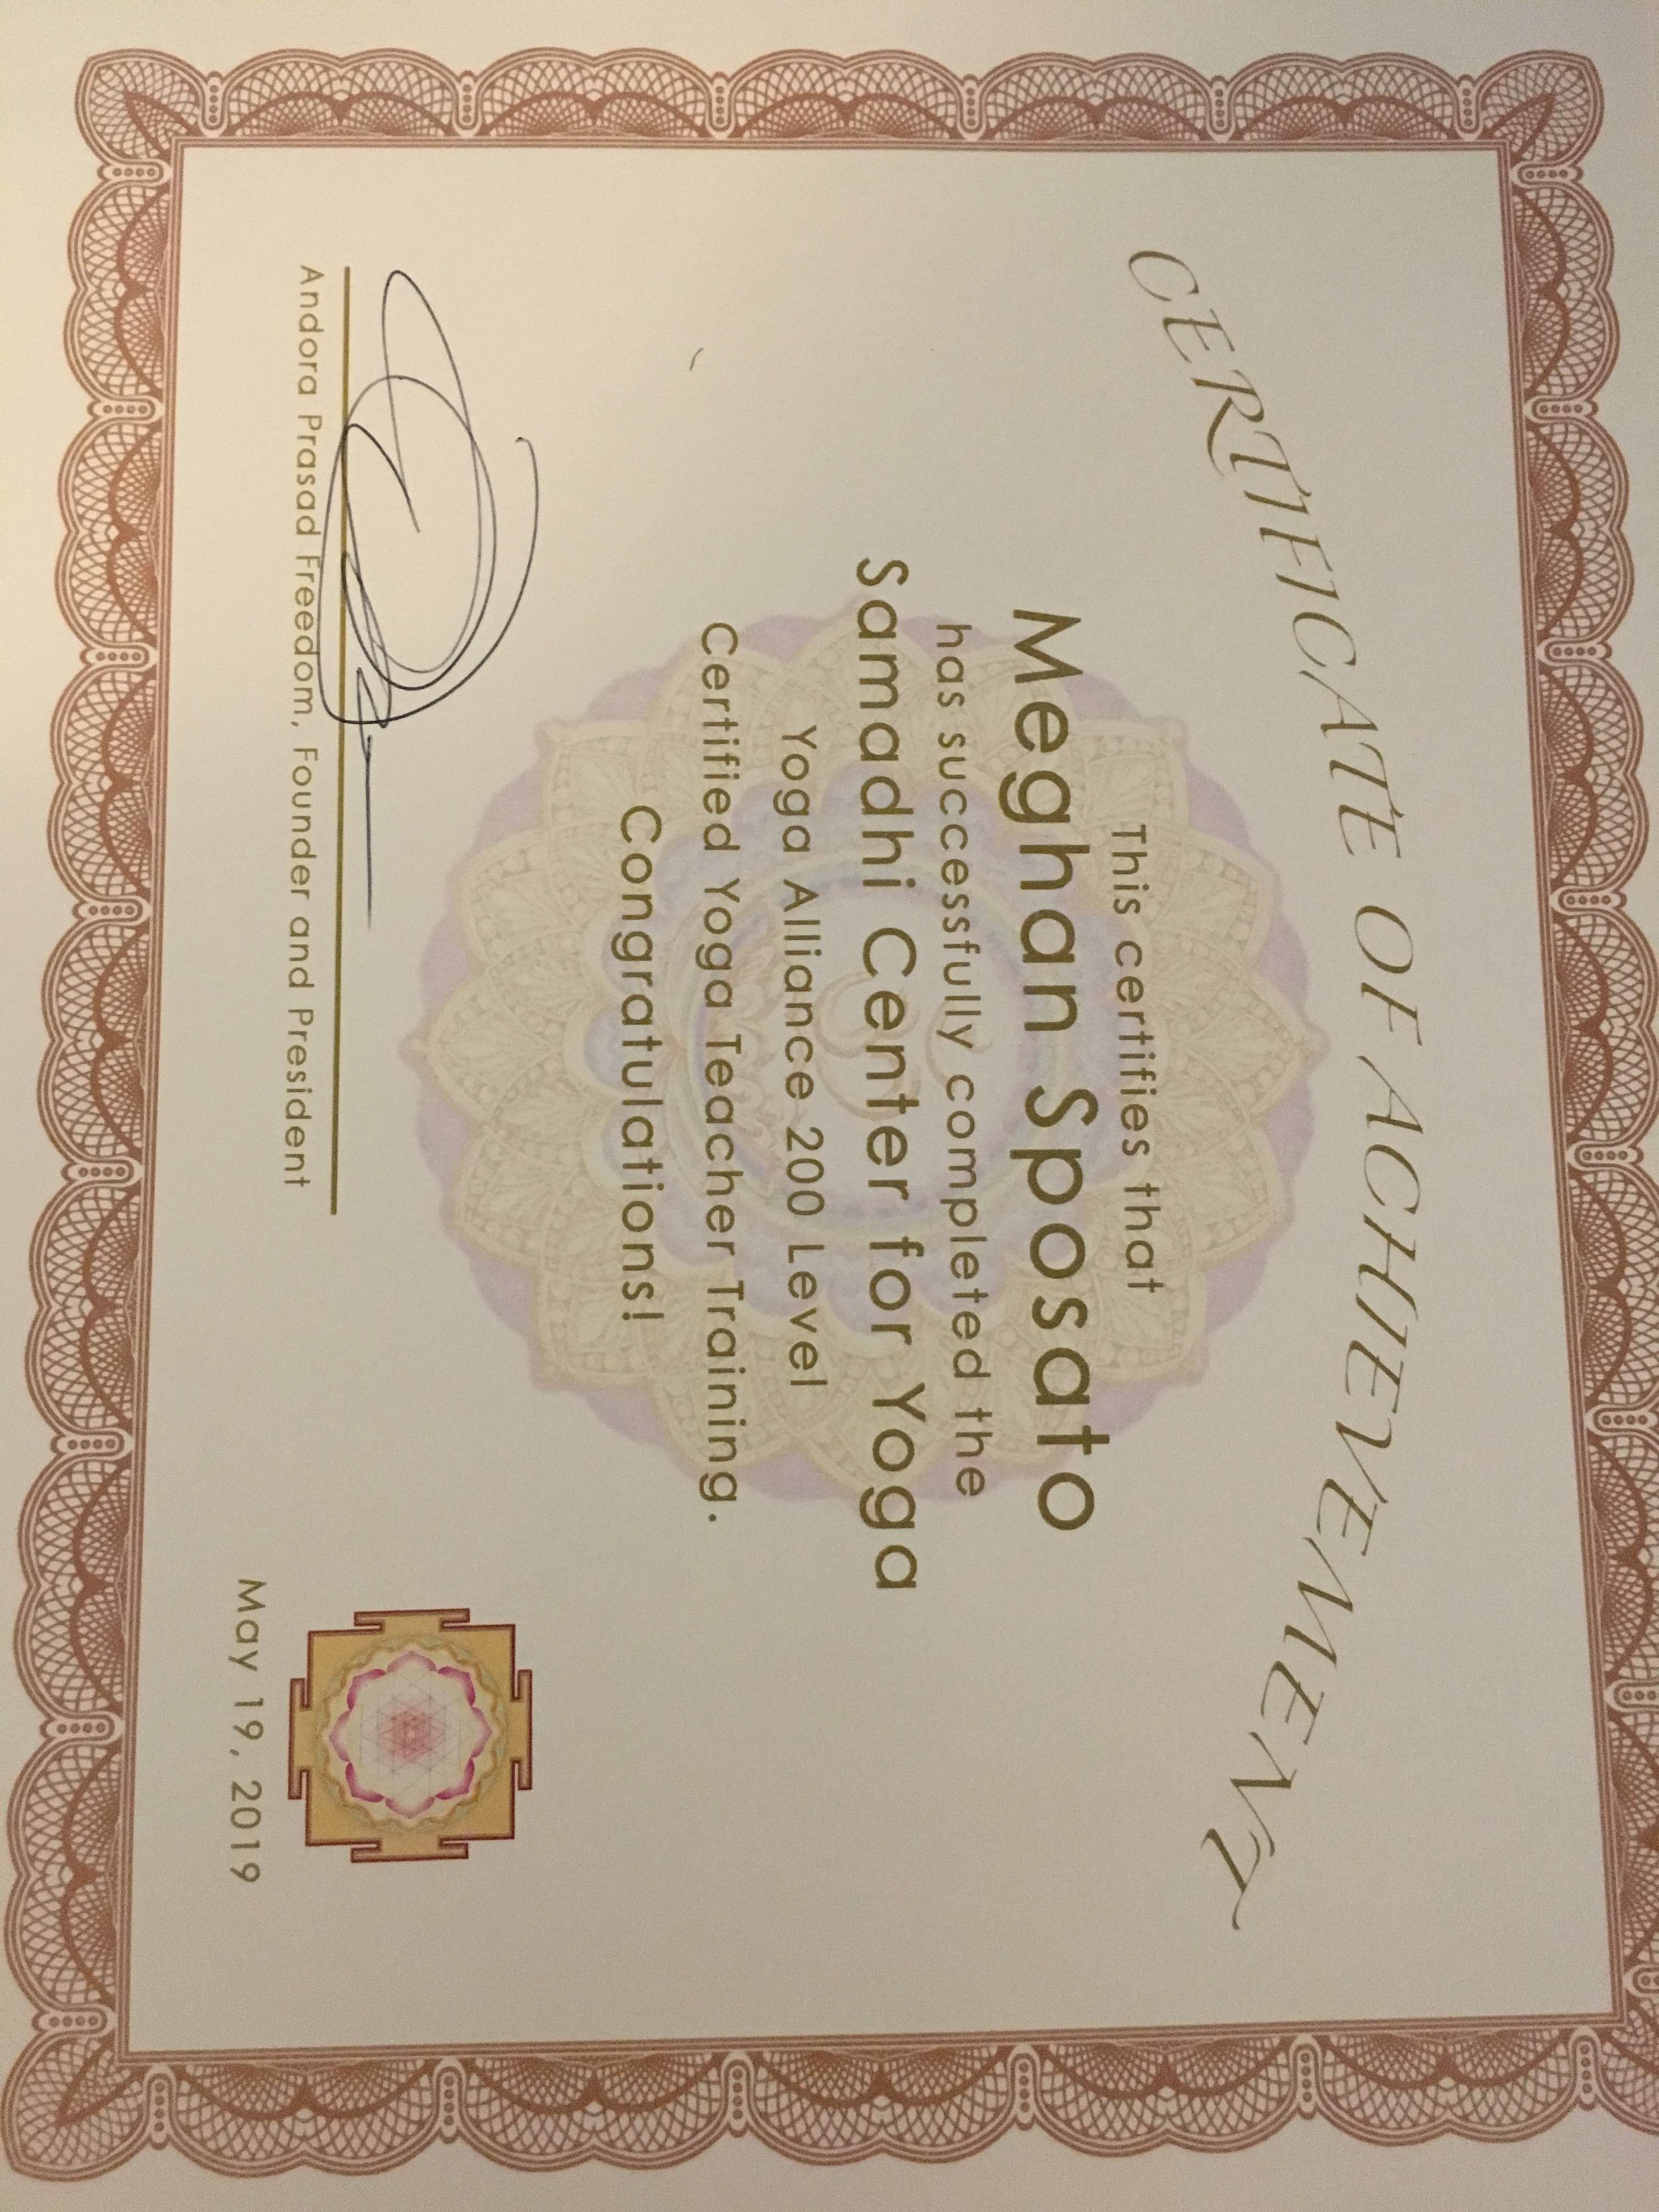 CERTIFICATE OF ACHIEVEMENT
This certifies that
Meghan Sposato
has successfully completed the
Samadhi Center for Yoga
Yoga Alliance 200 Level
Certified Yoga Teacher Training.
Congratulations!
Andora Prasad Freedom, Founder and President
May 19, 2019